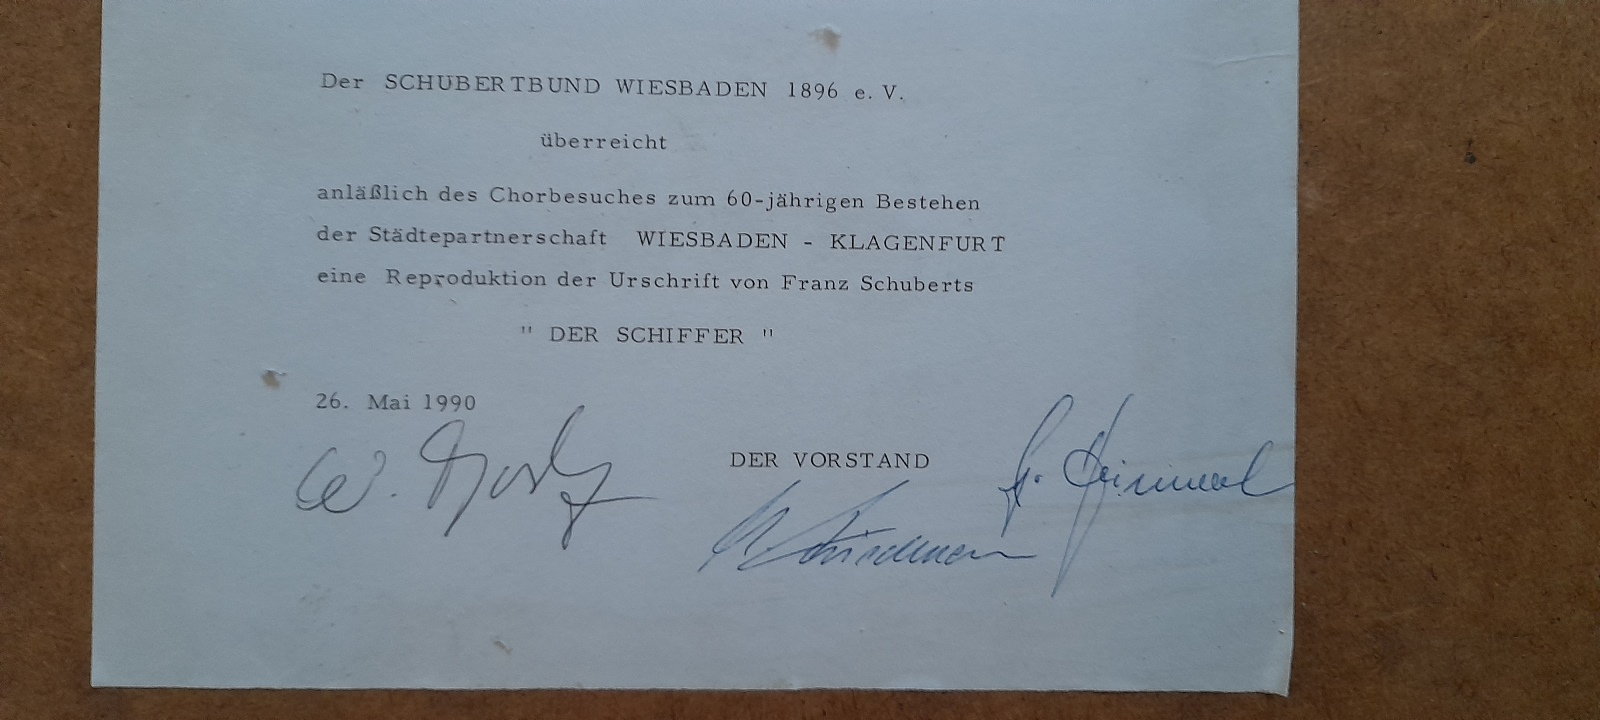 Der SCHUBERTBUND WIESBADEN 1896 e. V.
überreicht
anläßlich des Chorbesuches zum 60-jährigen Bestehen
der Städtepartnerschaft WIESBADEN - KLAGENFURT
eine Reproduktion der Urschrift von Franz Schuberts
" DER SCHIFFER "
26. Mai 1990
DER VORSTAND